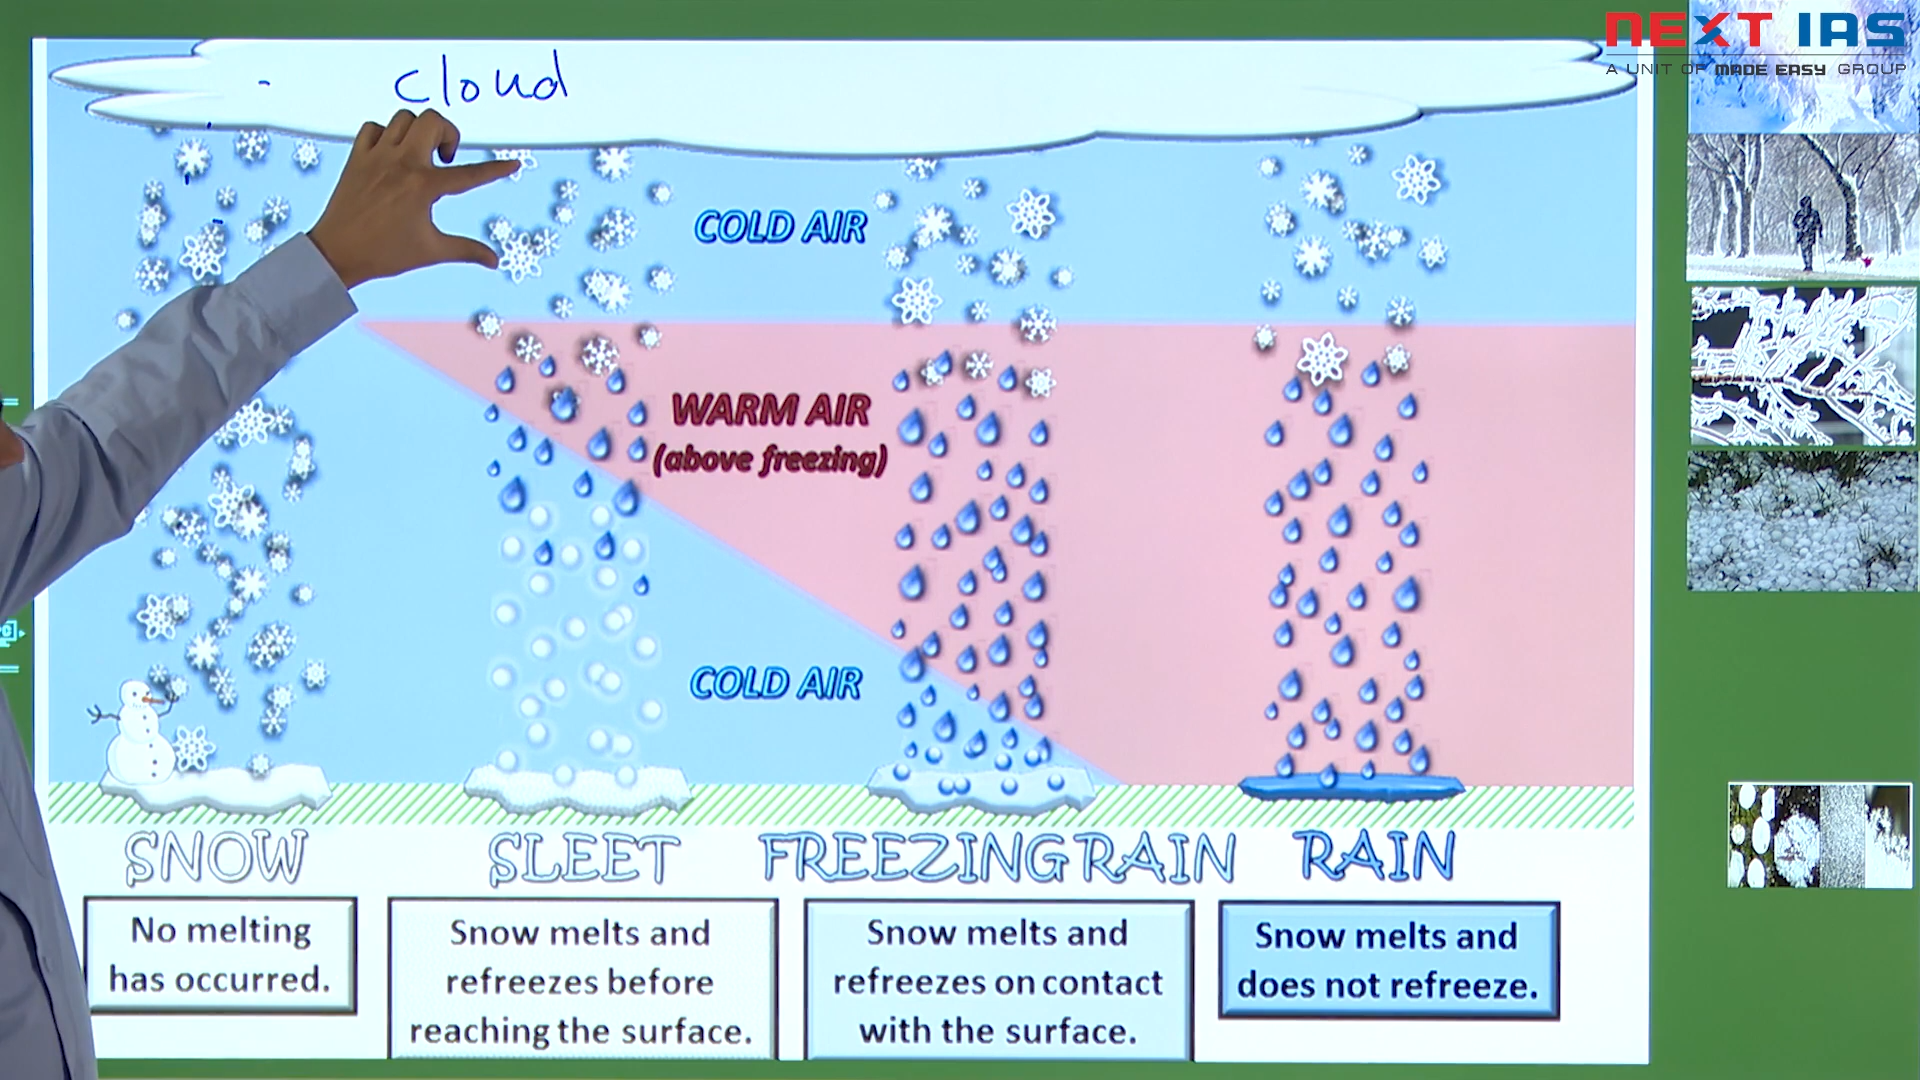 NEXT IAS
A UNIT OF MADE EASY GROUP
cloud
COLD AIR
WARM AIR
(above freezing)
COLD AIR
SNOW
SLEET
FREEZING RAIN
RAIN
No melting
has occurred.
Snow melts and
refreezes before
reaching the surface.
Snow melts and
refreezes on contact
with the surface.
Snow melts and
does not refreeze.